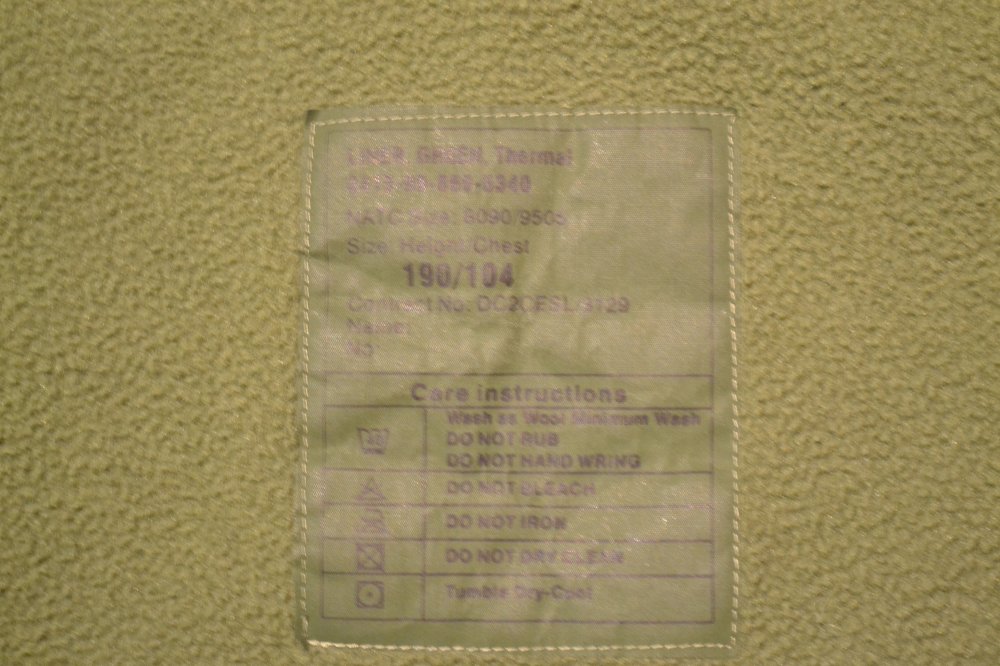 LINER, GREEN, Thermal
NATO Size: 8090/9505
Size: Height/Chest
190/104
Contract No:
Name:
No
Care instructions
Wash as Wool Minimum Wash
DO NOT RUB
DO NOT HAND WRING
DO NOT BLEACH
DO NOT IRON
DO NOT DRY CLEAN
Tumble Dry-Cool